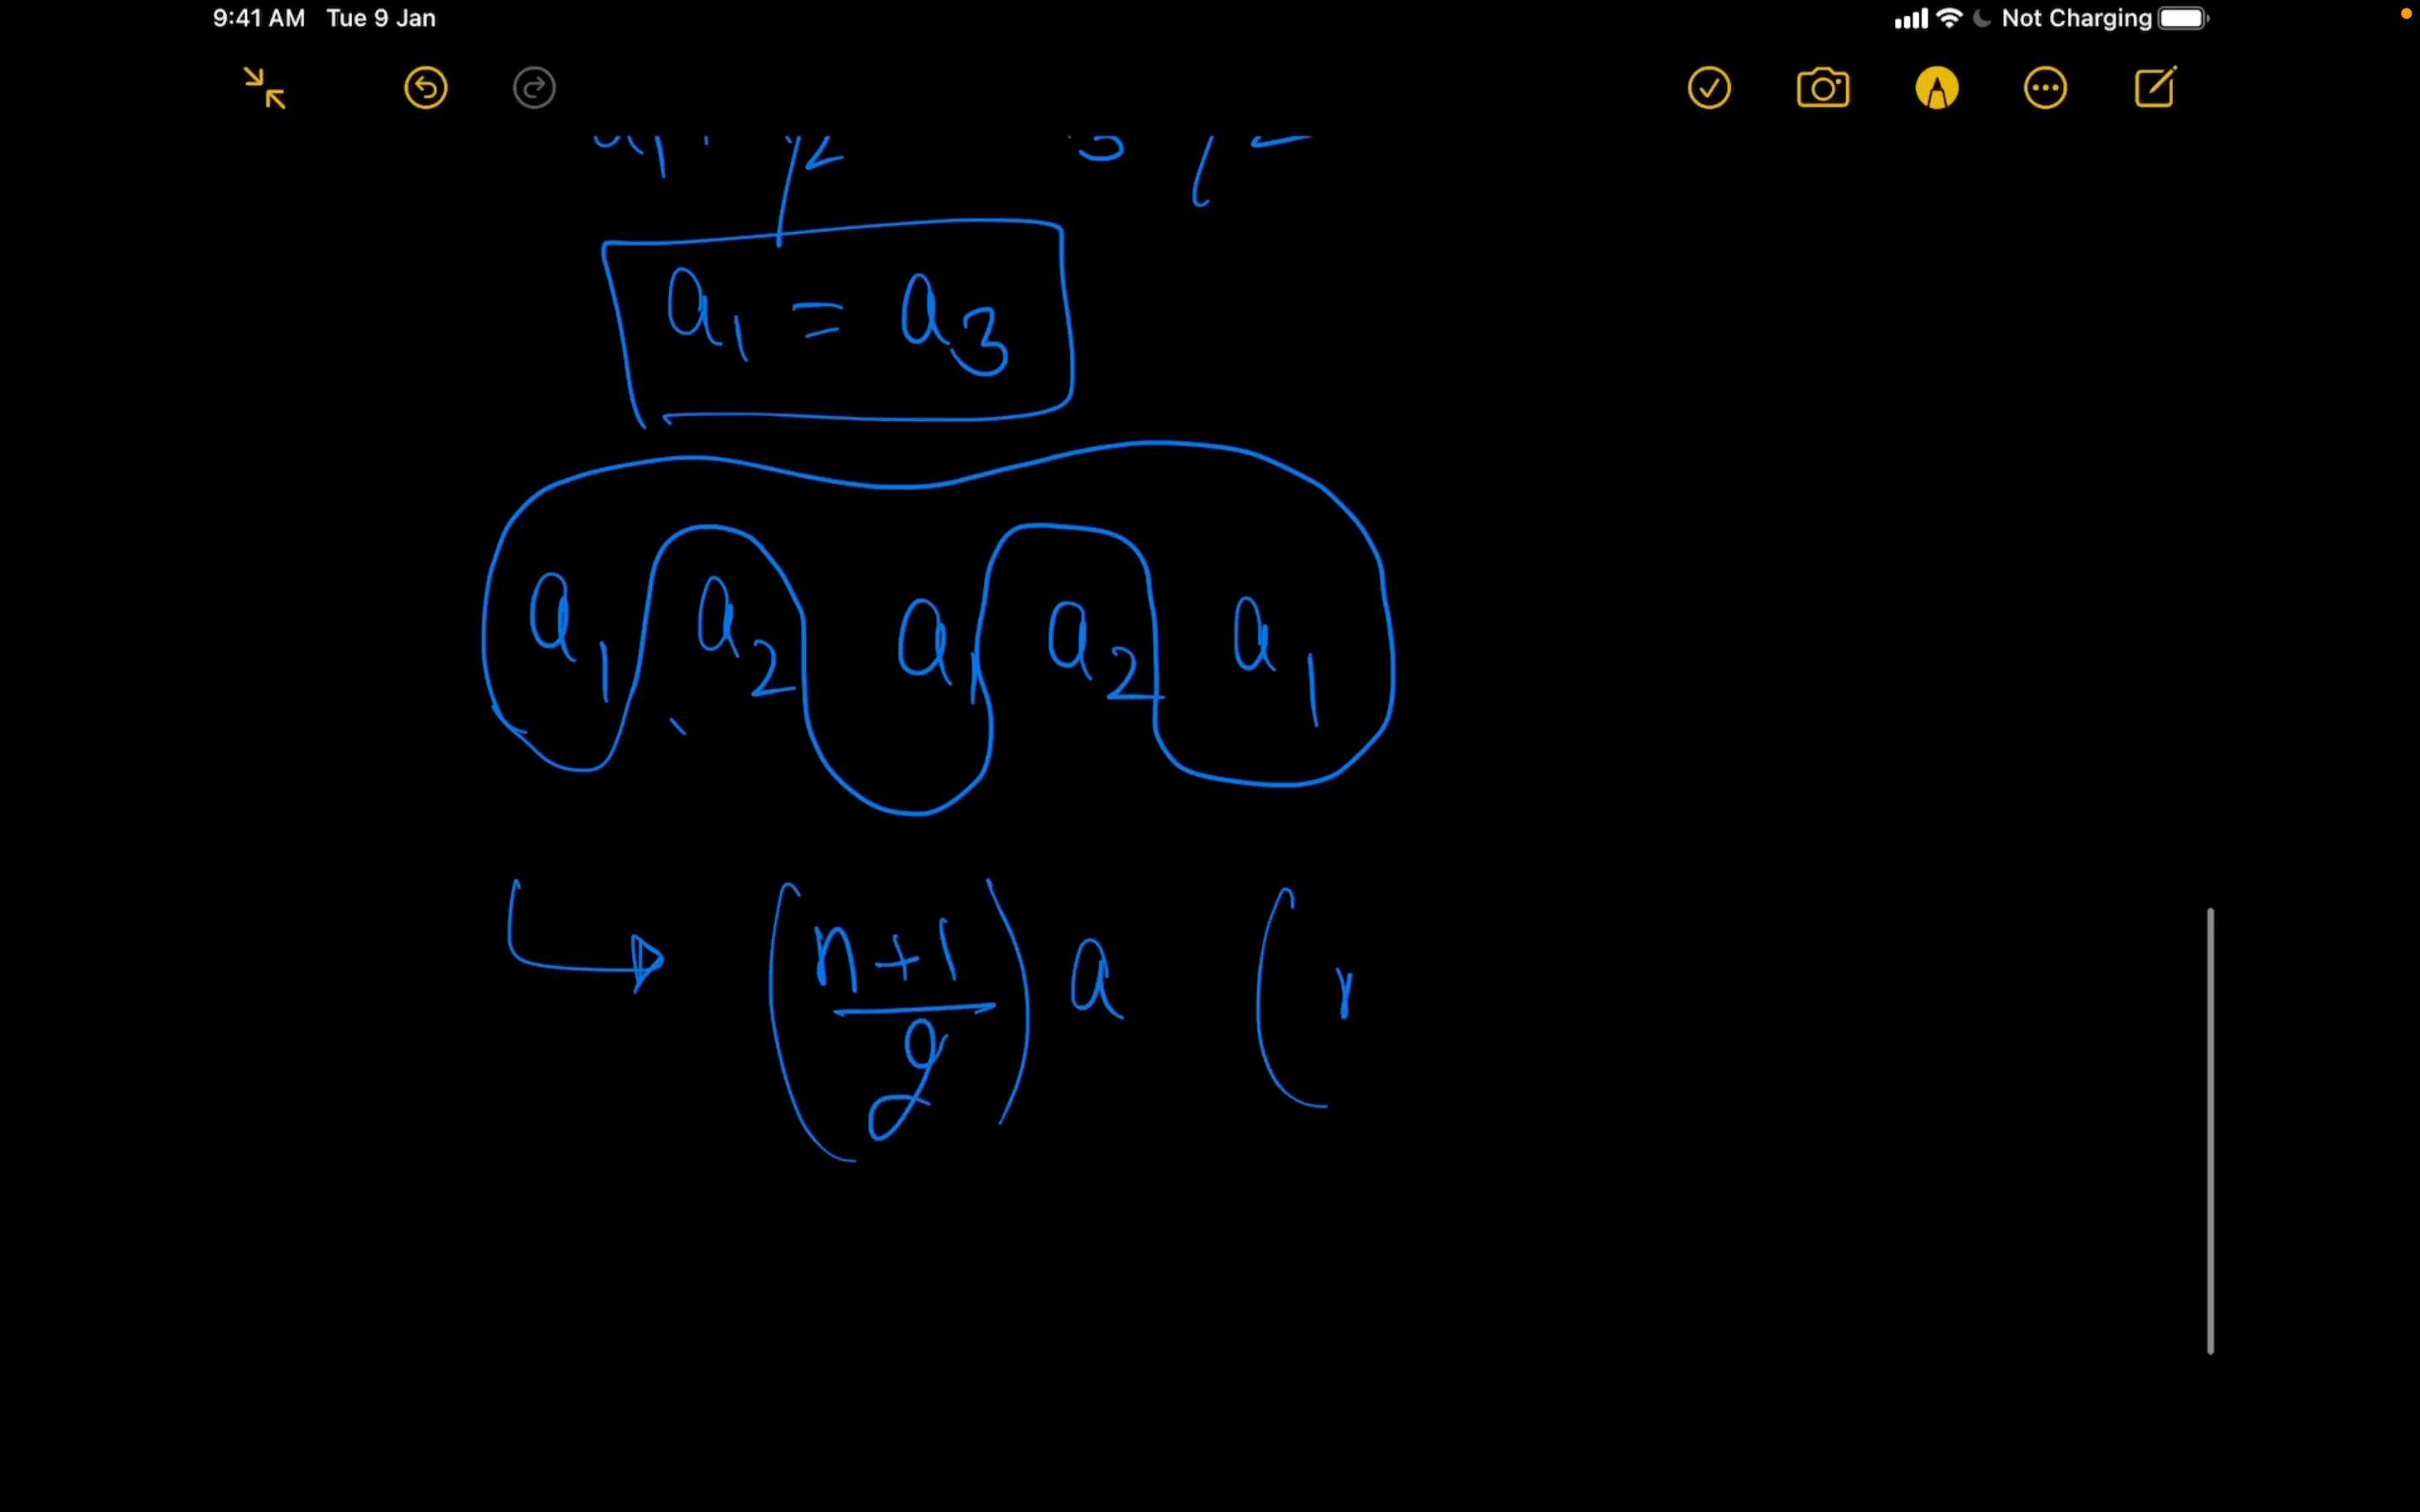 9:41 AM Tue 9 Jan Not Charging
a₁ = a₃
a₁ a₂ a₁ a₂ a₁
(n+1 / 2) a (